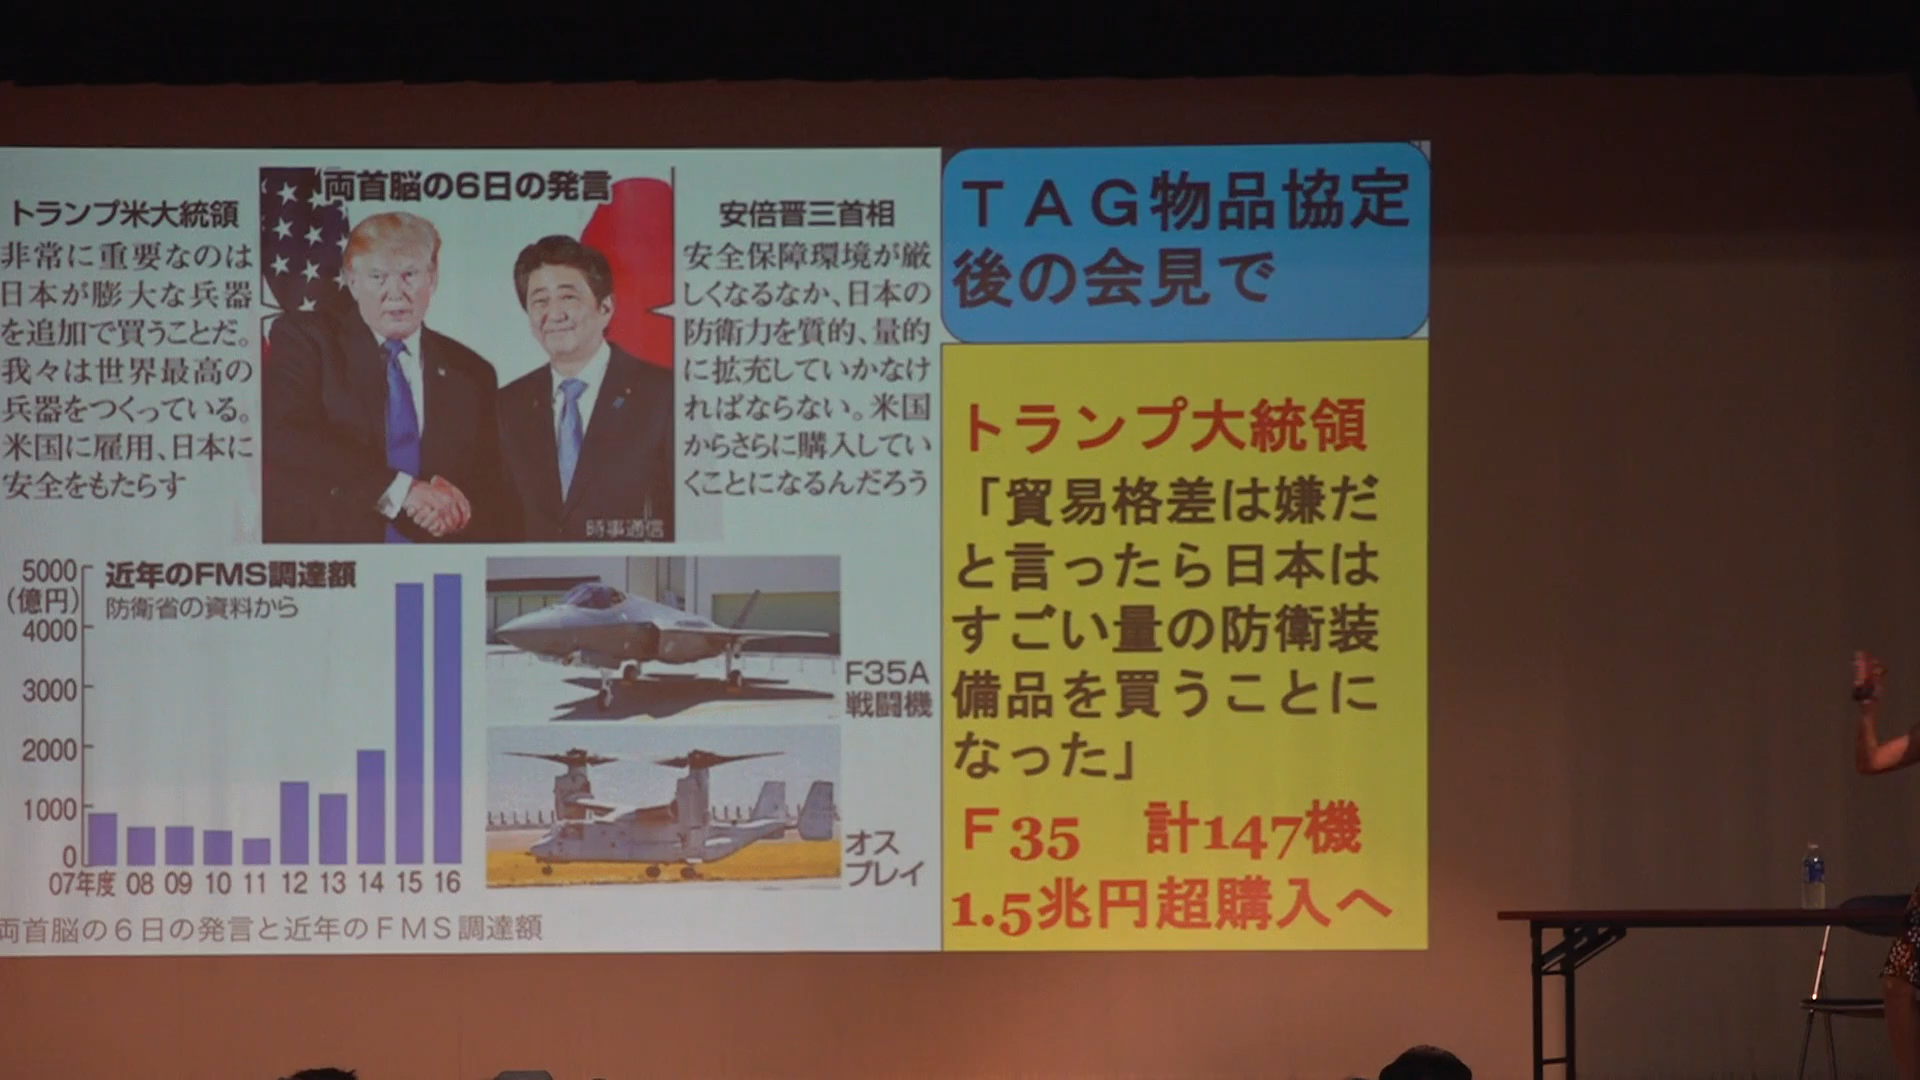 両首脳の6日の発言
トランプ米大統領
非常に重要なのは
日本が膨大な兵器
を追加で買うことだ。
我々は世界最高の
兵器をつくっている。
米国に雇用、日本に
安全をもたらす
安倍晋三首相
安全保障環境が厳
しくなるなか、日本の
防衛力を質的、量的
に拡充していかなけ
ればならない。米国
からさらに購入してい
くことになるんだろう
時事通信
近年のFMS調達額
防衛省の資料から
5000
(億円)
4000
3000
2000
1000
0
07年度 08 09 10 11 12 13 14 15 16
F35A
戦闘機
オス
プレイ
両首脳の6日の発言と近年のFMS調達額
TAG物品協定
後の会見で
トランプ大統領
「貿易格差は嫌だ
と言ったら日本は
すごい量の防衛装
備品を買うことに
なった」
F35 計147機
1.5兆円超購入へ